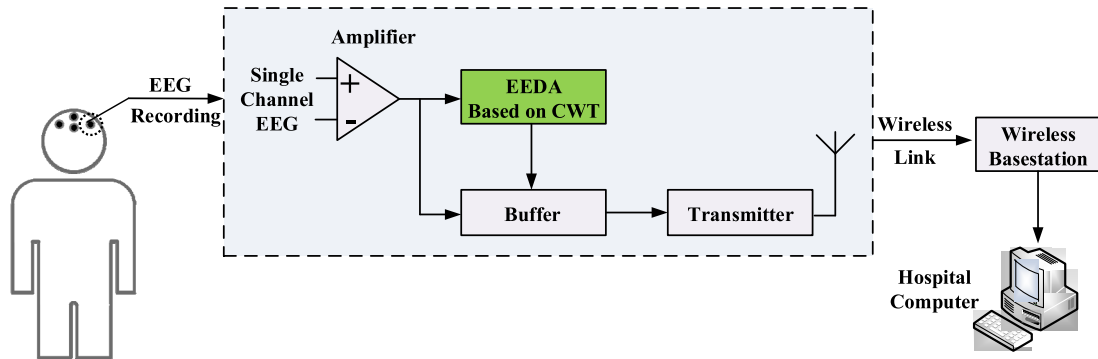 EEG
Recording
Amplifier
Single
Channel
EEG
+
-
EEDA
Based on CWT
Buffer
Transmitter
Wireless
Link
Wireless
Basestation
Hospital
Computer